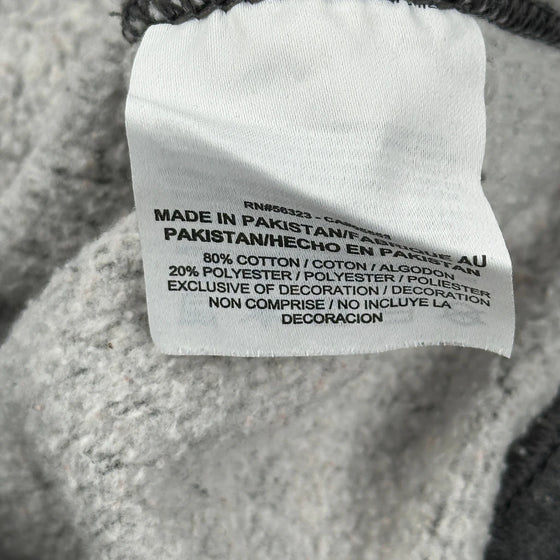 RN#56323 -
MADE IN PAKISTAN/FABRIQUE AU
PAKISTAN/HECHO EN PAKISTAN
80% COTTON / COTON / ALGODON
20% POLYESTER / POLYESTER / POLIESTER
EXCLUSIVE OF DECORATION / DECORATION
NON COMPRISE / NO INCLUYE LA
DECORACION